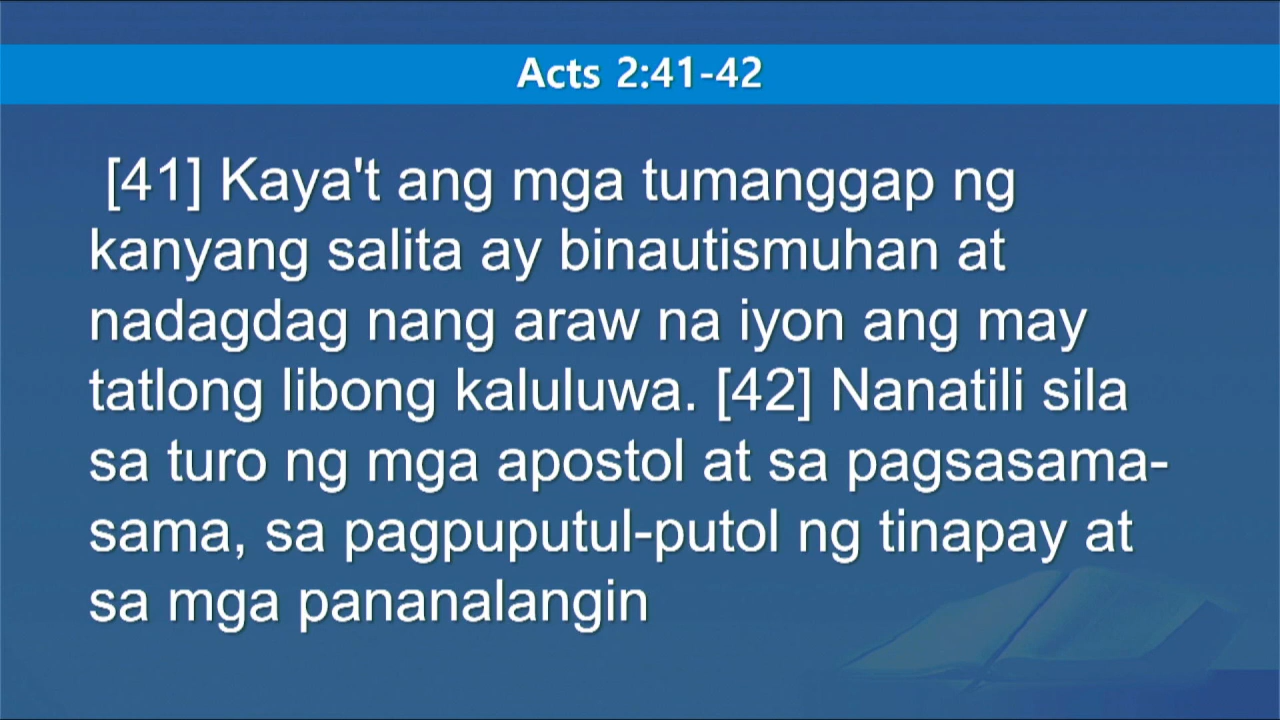 Acts 2:41-42
[41] Kaya't ang mga tumanggap ng
kanyang salita ay binautismuhan at
nadagdag nang araw na iyon ang may
tatlong libong kaluluwa. [42] Nanatili sila
sa turo ng mga apostol at sa pagsasama-
sama, sa pagpuputul-putol ng tinapay at
sa mga pananalangin